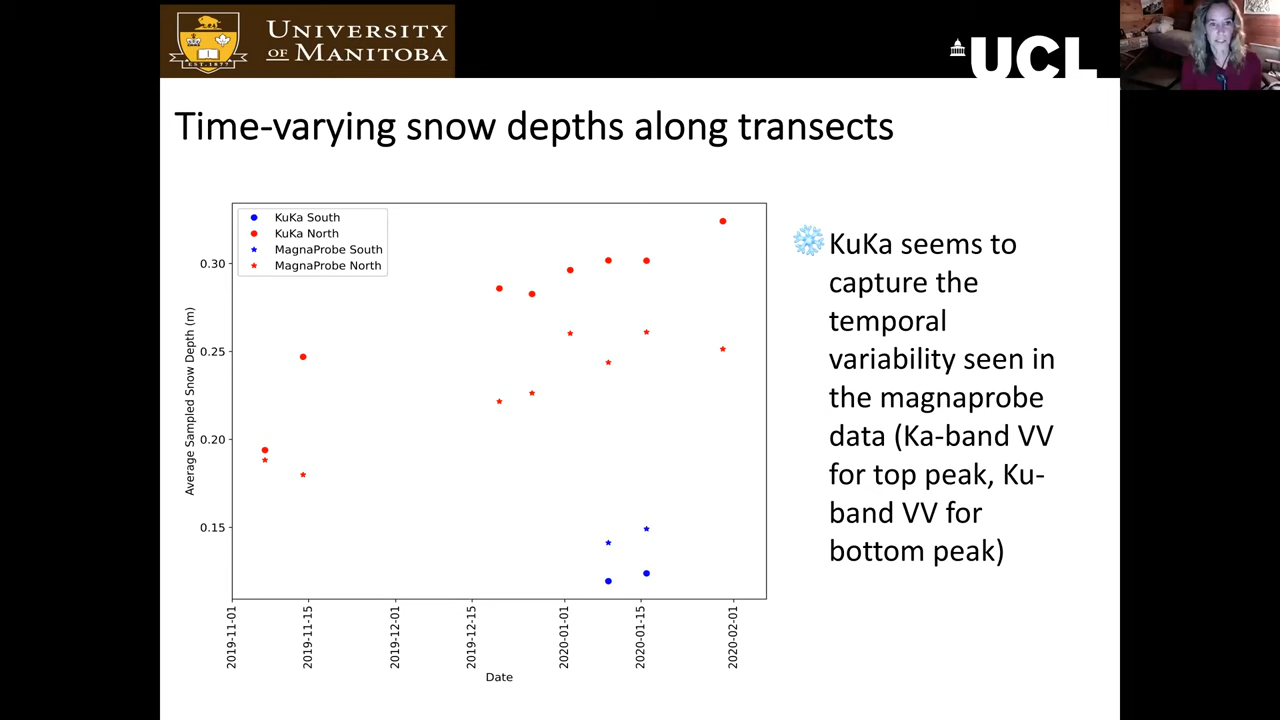 UNIVERSITY
OF MANITOBA
EST. 1877
UCL
Time-varying snow depths along transects
KuKa South
KuKa North
MagnaProbe South
MagnaProbe North
0.30
0.25
0.20
0.15
Average Sampled Snow Depth (m)
2019-11-01
2019-11-15
2019-12-01
2019-12-15
2020-01-01
2020-01-15
2020-02-01
Date
KuKa seems to
capture the
temporal
variability seen in
the magnaprobe
data (Ka-band VV
for top peak, Ku-
band VV for
bottom peak)